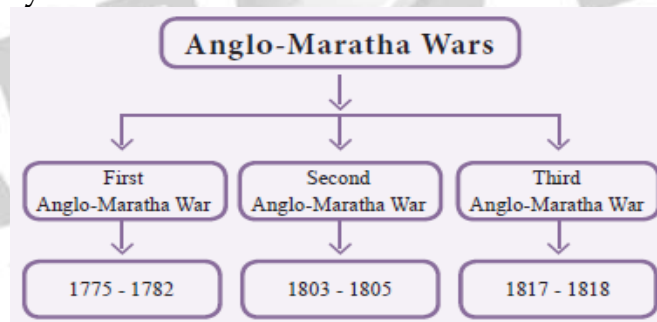 Anglo-Maratha Wars
First
Anglo-Maratha War
Second
Anglo-Maratha War
Third
Anglo-Maratha War
1775 - 1782
1803 - 1805
1817 - 1818